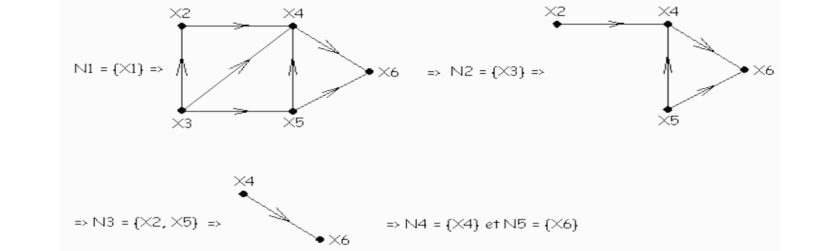 X2 X4
N1 = {X1} => X6
X3 X5
=> N2 = {X3} =>
X2 X4
X6
X5
=> N3 = {X2, X5} =>
X4
X6
=> N4 = {X4} et N5 = {X6}